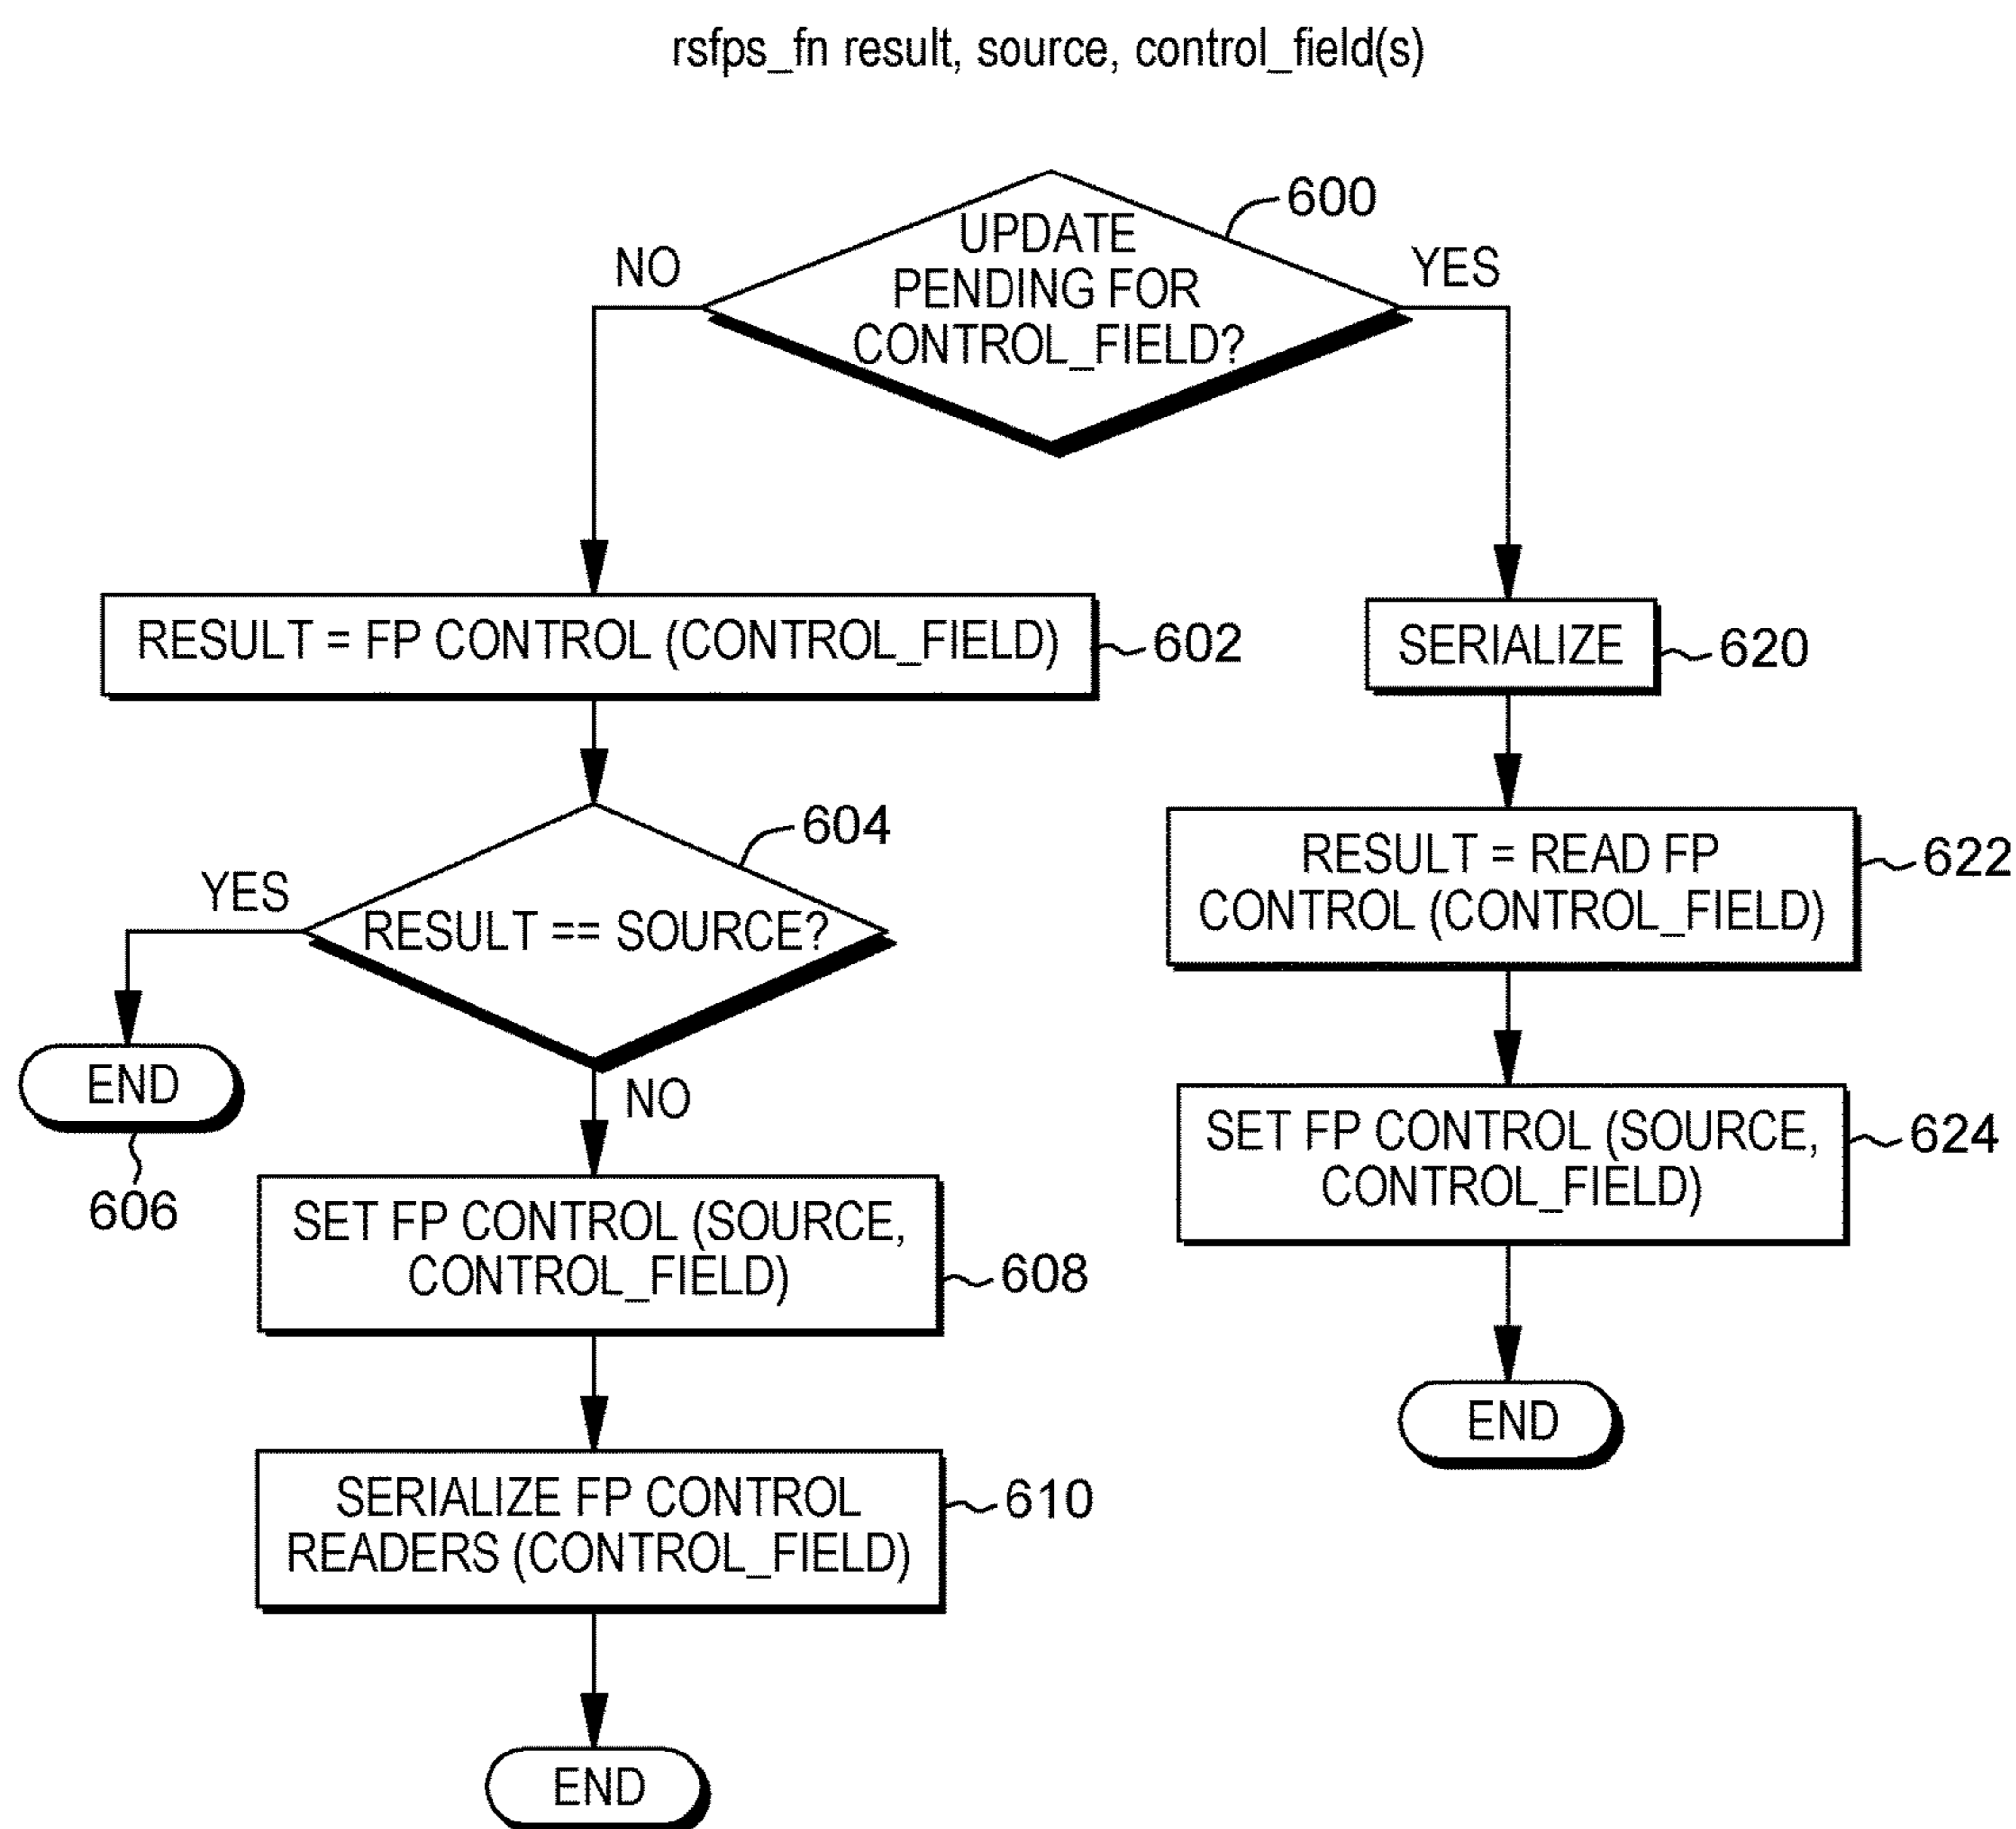 rsfps_fn result, source, control_field(s)
600
UPDATE
PENDING FOR
CONTROL_FIELD?
NO
YES
RESULT = FP CONTROL (CONTROL_FIELD)
602
SERIALIZE
620
604
RESULT == SOURCE?
YES
NO
END
606
RESULT = READ FP
CONTROL (CONTROL_FIELD)
622
SET FP CONTROL (SOURCE,
CONTROL_FIELD)
624
SET FP CONTROL (SOURCE,
CONTROL_FIELD)
608
END
SERIALIZE FP CONTROL
READERS (CONTROL_FIELD)
610
END